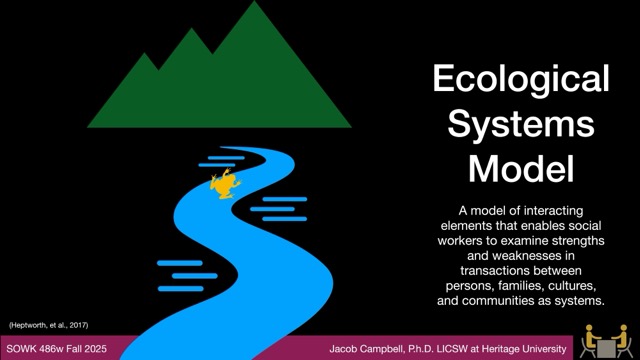 Ecological
Systems
Model
A model of interacting
elements that enables social
workers to examine strengths
and weaknesses in
transactions between
persons, families, cultures,
and communities as systems.
(Heptworth, et al., 2017)
SOWK 486w Fall 2025
Jacob Campbell, P.h.D. LICSW at Heritage University